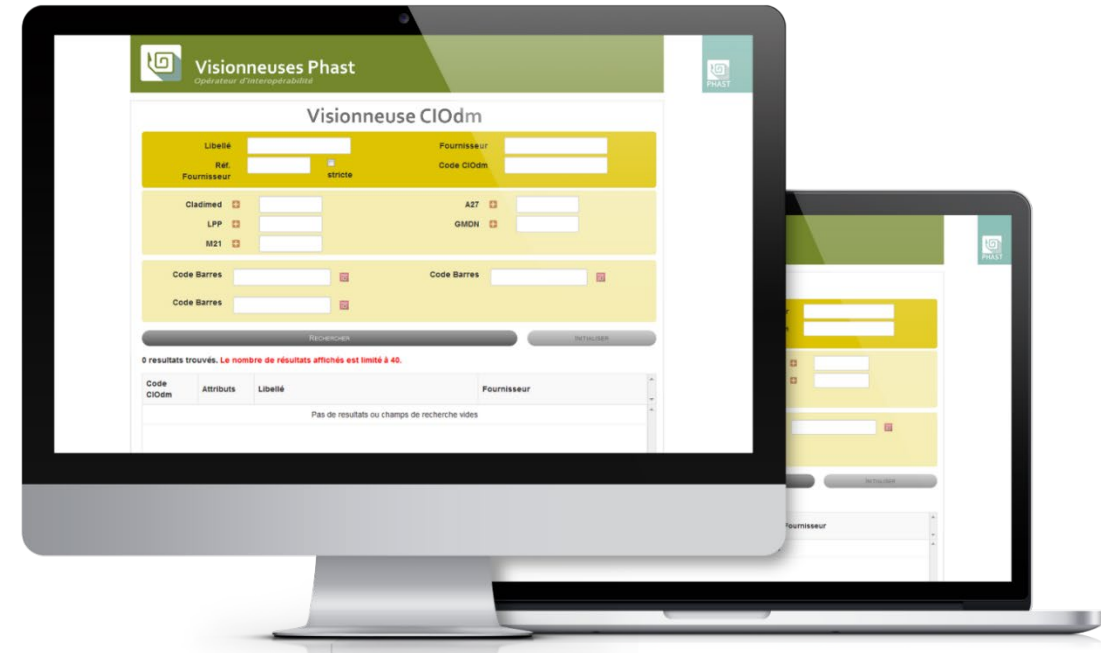 Visionneuses Phast
Opérateur d'interopérabilité
PHAST
Visionneuse CIOdm
Libellé
Fournisseur
Réf. Fournisseur
stricte
Code CIOdm
Cladimed
A27
LPP
GMDN
M21
Code Barres
Code Barres
Code Barres
RECHERCHER
INITIALISER
0 resultats trouvés. Le nombre de résultats affichés est limité à 40.
Code CIOdm
Attributs
Libellé
Fournisseur
Pas de resultats ou champs de recherche vides
PHAST
INITIALISER
Fournisseur